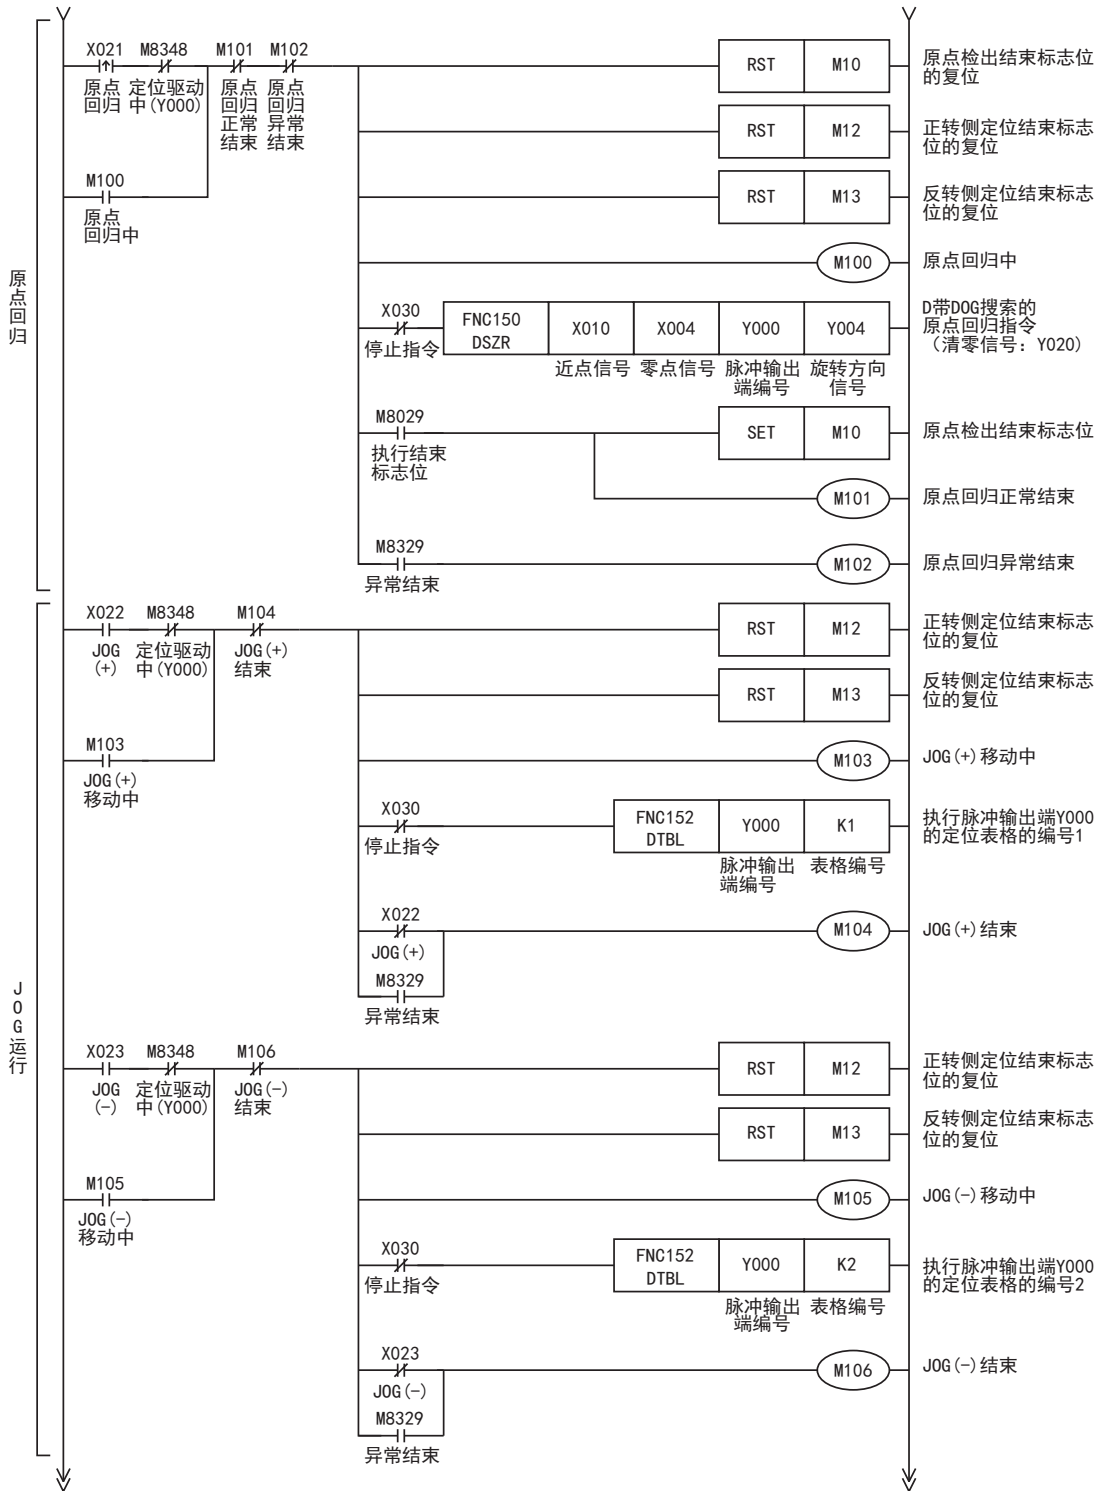 原点回归
X021 M8348 M101 M102
原点 定位驱动 原点 原点
回归 中(Y000) 回归 回归
正常 异常
结束 结束
RST M10
原点检出结束标志位
的复位
RST M12
正转侧定位结束标志
位的复位
M100
原点
回归中
RST M13
反转侧定位结束标志
位的复位
M100
原点回归中
X030
停止指令
FNC150
DSZR
X010 X004 Y000 Y004
近点信号 零点信号 脉冲输出 旋转方向
端编号 信号
D带DOG搜索的
原点回归指令
(清零信号: Y020)
M8029
执行结束
标志位
SET M10
原点检出结束标志位
M101
原点回归正常结束
M8329
异常结束
M102
原点回归异常结束
JOG运行
X022 M8348 M104
JOG 定位驱动 JOG(+)
(+) 中(Y000) 结束
RST M12
正转侧定位结束标志
位的复位
RST M13
反转侧定位结束标志
位的复位
M103
JOG(+)
移动中
M103
JOG(+)移动中
X030
停止指令
FNC152
DTBL
Y000 K1
脉冲输出 表格编号
端编号
执行脉冲输出端Y000
的定位表格的编号1
X022
JOG(+)
M104
JOG(+)结束
M8329
异常结束
X023 M8348 M106
JOG 定位驱动 JOG(-)
(-) 中(Y000) 结束
RST M12
正转侧定位结束标志
位的复位
RST M13
反转侧定位结束标志
位的复位
M105
JOG(-)
移动中
M105
JOG(-)移动中
X030
停止指令
FNC152
DTBL
Y000 K2
脉冲输出 表格编号
端编号
执行脉冲输出端Y000
的定位表格的编号2
X023
JOG(-)
M106
JOG(-)结束
M8329
异常结束